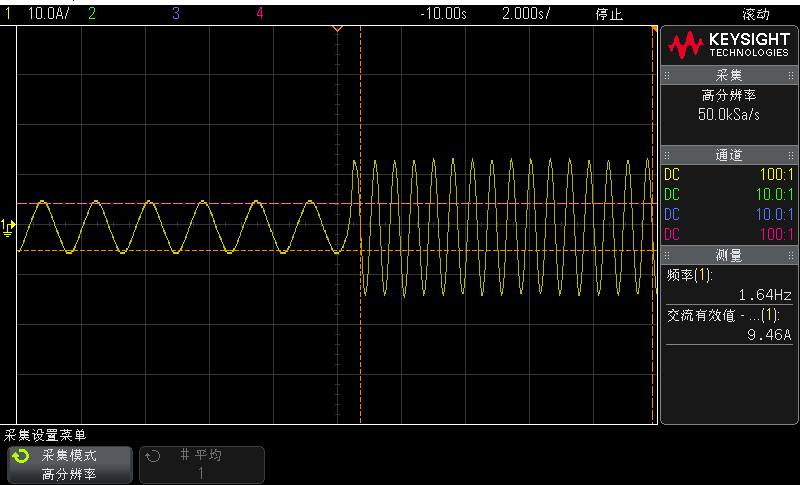 1 10.0A/ 2 3 4 -10.00s 2.000s/ 停止 滚动
KEYSIGHT
TECHNOLOGIES
采集
高分辨率
50.0kSa/s
通道
DC 100:1
DC 10.0:1
DC 10.0:1
DC 100:1
测量
频率(1):
1.64Hz
交流有效值 - ...(1):
9.46A
1
采集设置菜单
采集模式
高分辨率
# 平均
1